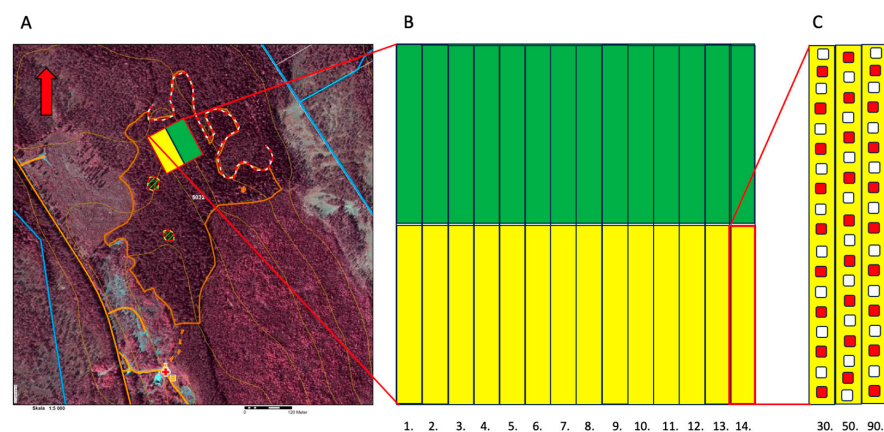 A
B
C
5032
Skala 1:5 000
0 120 Meter
1. 2. 3. 4. 5. 6. 7. 8. 9. 10. 11. 12. 13. 14.
30. 50. 90.